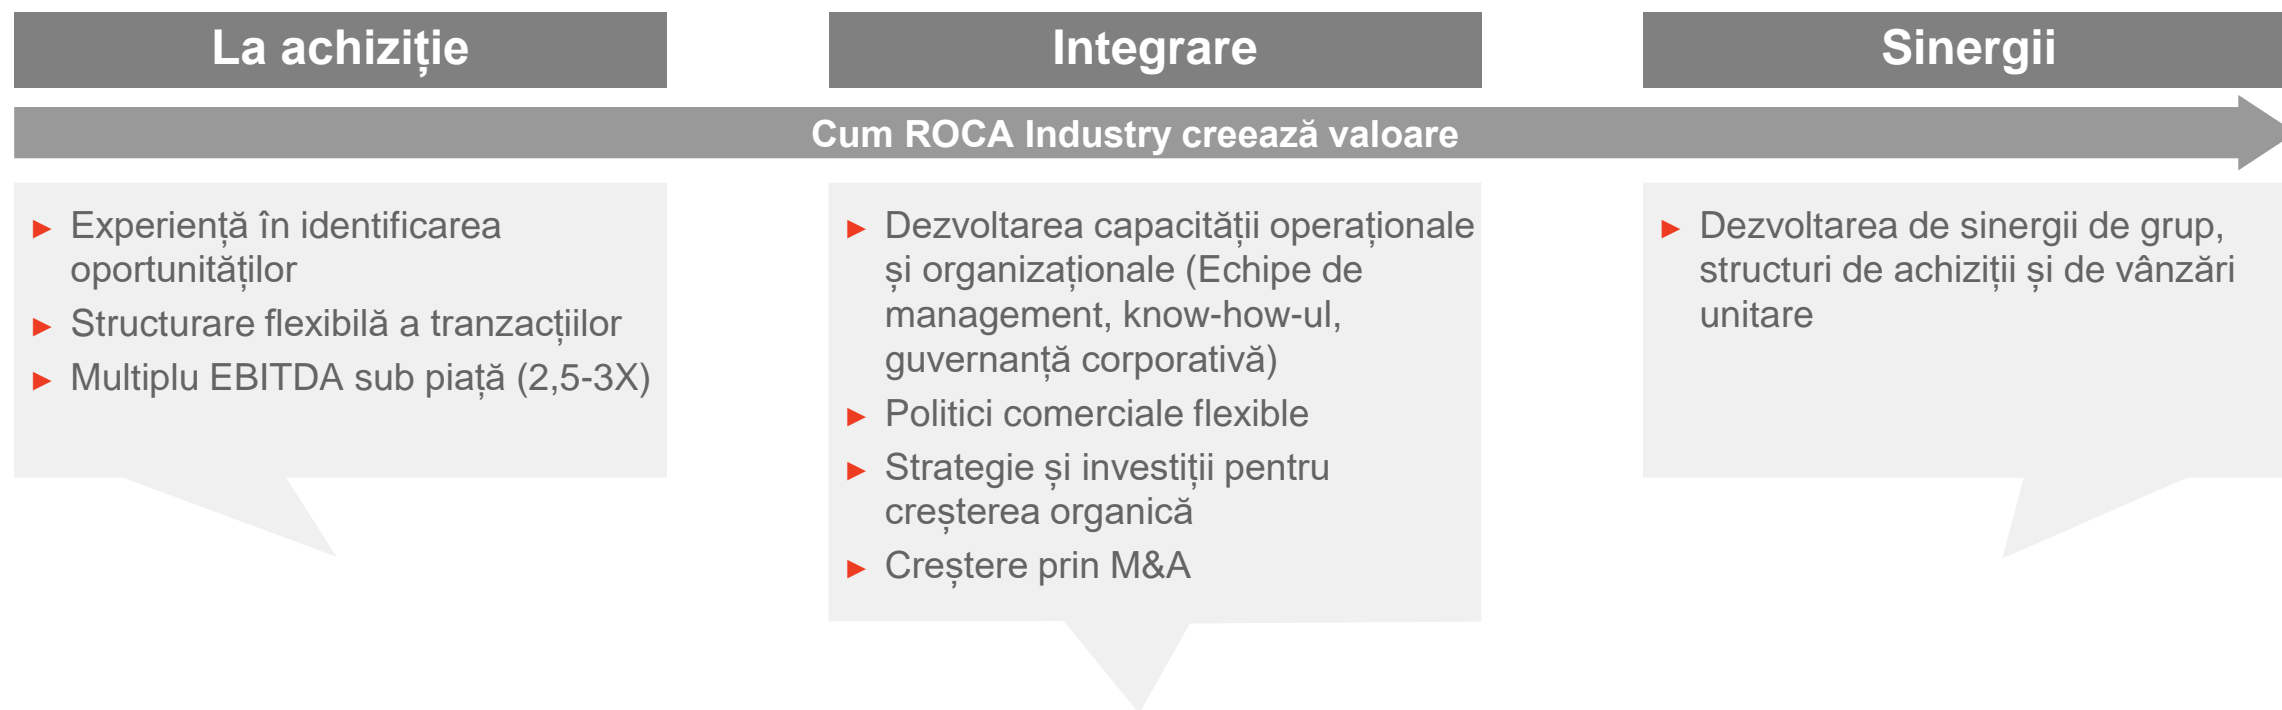 La achiziție
Integrare
Sinergii
Cum ROCA Industry creează valoare
► Experiență în identificarea
oportunităților
► Structurare flexibilă a tranzacțiilor
► Multiplu EBITDA sub piață (2,5-3X)
► Dezvoltarea capacității operaționale
și organizaționale (Echipe de
management, know-how-ul,
guvernanță corporativă)
► Politici comerciale flexible
► Strategie și investiții pentru
creșterea organică
► Creștere prin M&A
► Dezvoltarea de sinergii de grup,
structuri de achiziții și de vânzări
unitare